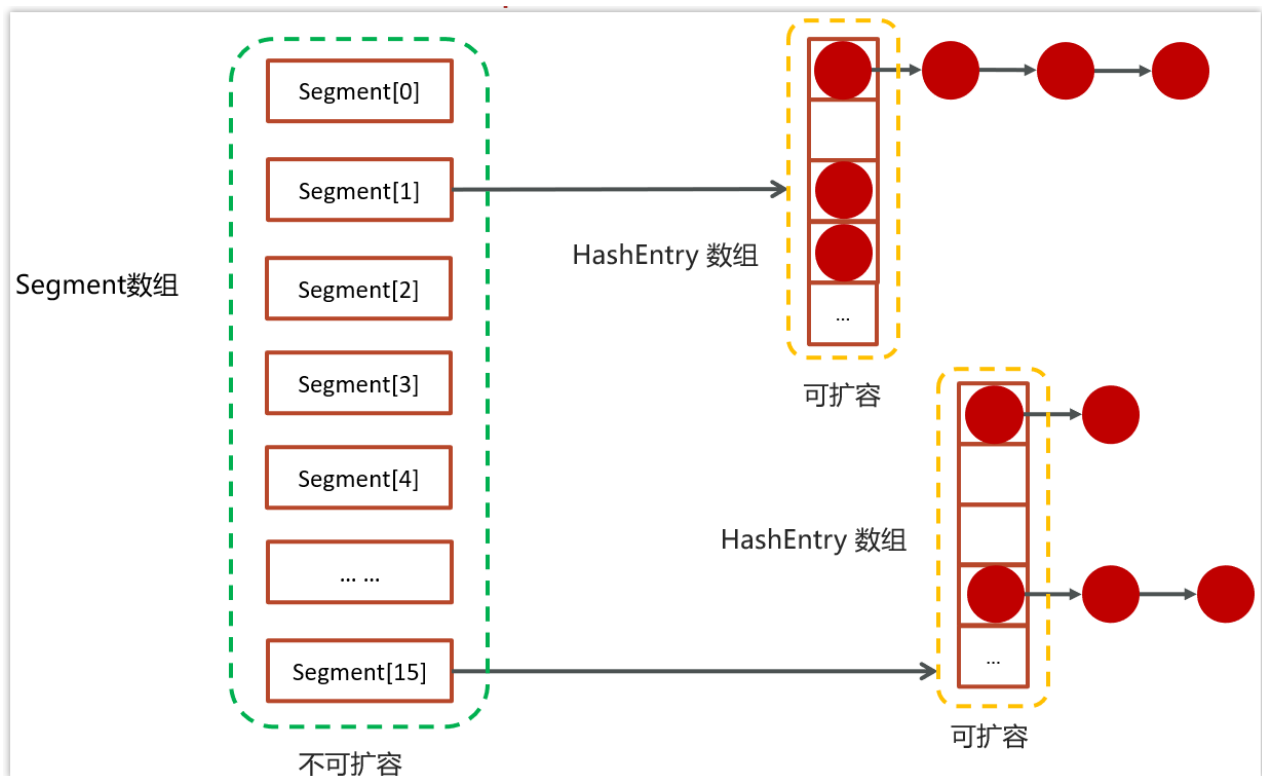 Segment数组
Segment[0]
Segment[1]
Segment[2]
Segment[3]
Segment[4]
... ...
Segment[15]
不可扩容
HashEntry 数组
...
可扩容
HashEntry 数组
...
可扩容